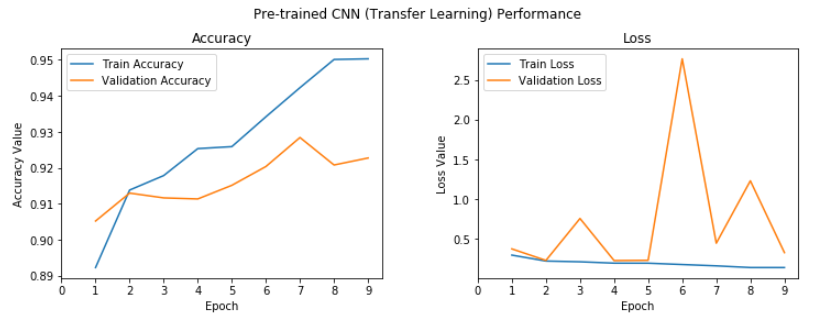 Pre-trained CNN (Transfer Learning) Performance
Accuracy
Train Accuracy
Validation Accuracy
Accuracy Value
0.95
0.94
0.93
0.92
0.91
0.90
0.89
0 1 2 3 4 5 6 7 8 9
Epoch
Loss
Train Loss
Validation Loss
Loss Value
2.5
2.0
1.5
1.0
0.5
0 1 2 3 4 5 6 7 8 9
Epoch